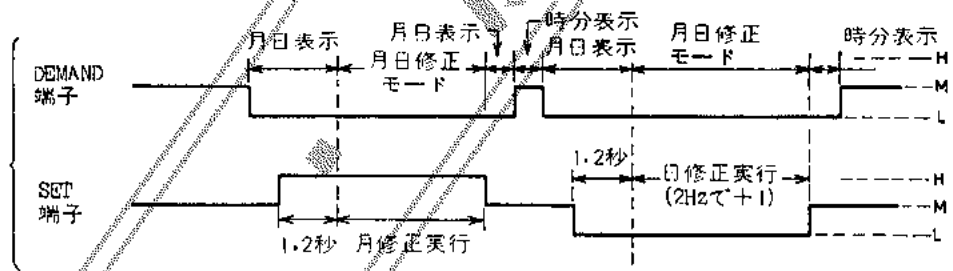 月日表示
月日表示
時分表示
月日表示
月日修正
モード
月日修正
モード
時分表示
DEMAND
端子
H
M
L
1.2秒
月修正実行
1.2秒
日修正実行
(2Hzで+1)
SET
端子
H
M
L